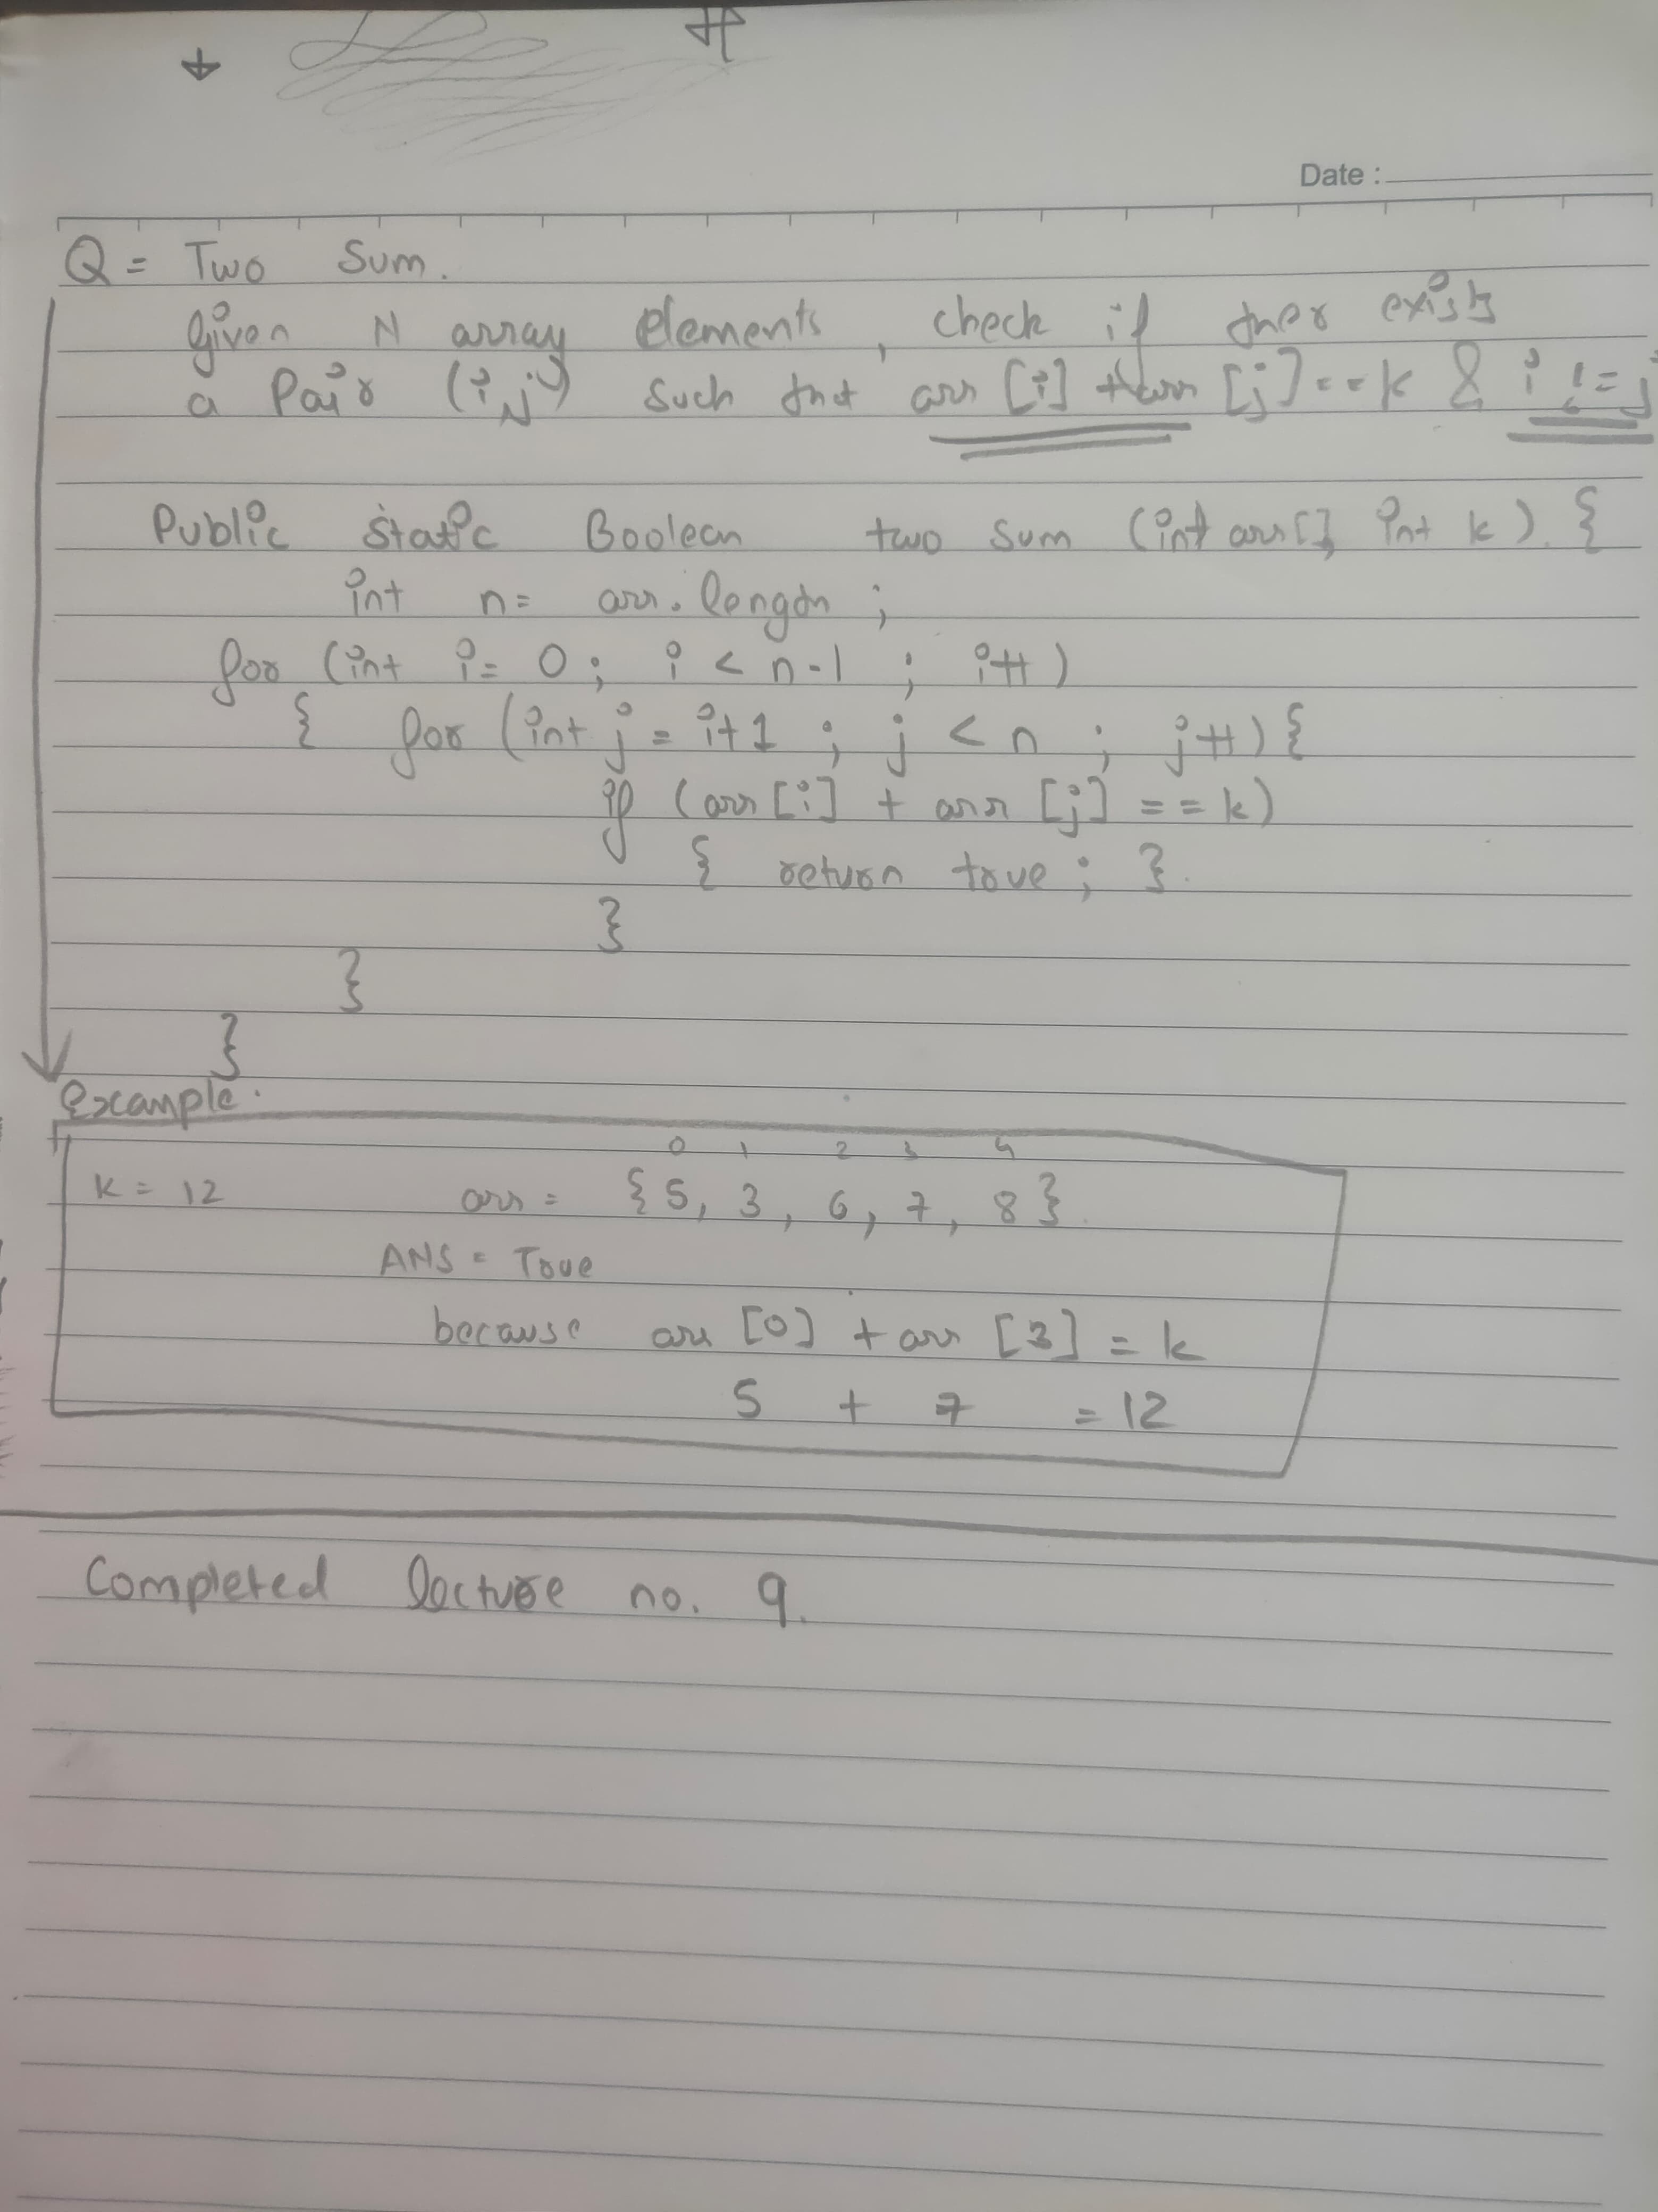 Date :
Q = Two Sum.
given N array elements, check if ther exists
a Pair (i, j) such tht arr [i] + arr [j] == k & i != j
Public static Boolean two sum (int arr[], int k) {
int n = arr. length ;
for (int i = 0 ; i < n-1 ; i++)
{ for (int j = i+1 ; j < n ; j++) {
if (arr [i] + arr [j] == k)
{ return true ; }
}
}
}
Example.
0 1 2 3 4
k = 12 arr = {5, 3, 6, 7, 8}
ANS = True
because arr [0] + arr [3] = k
5 + 7 = 12
Completed lecture no. 9.